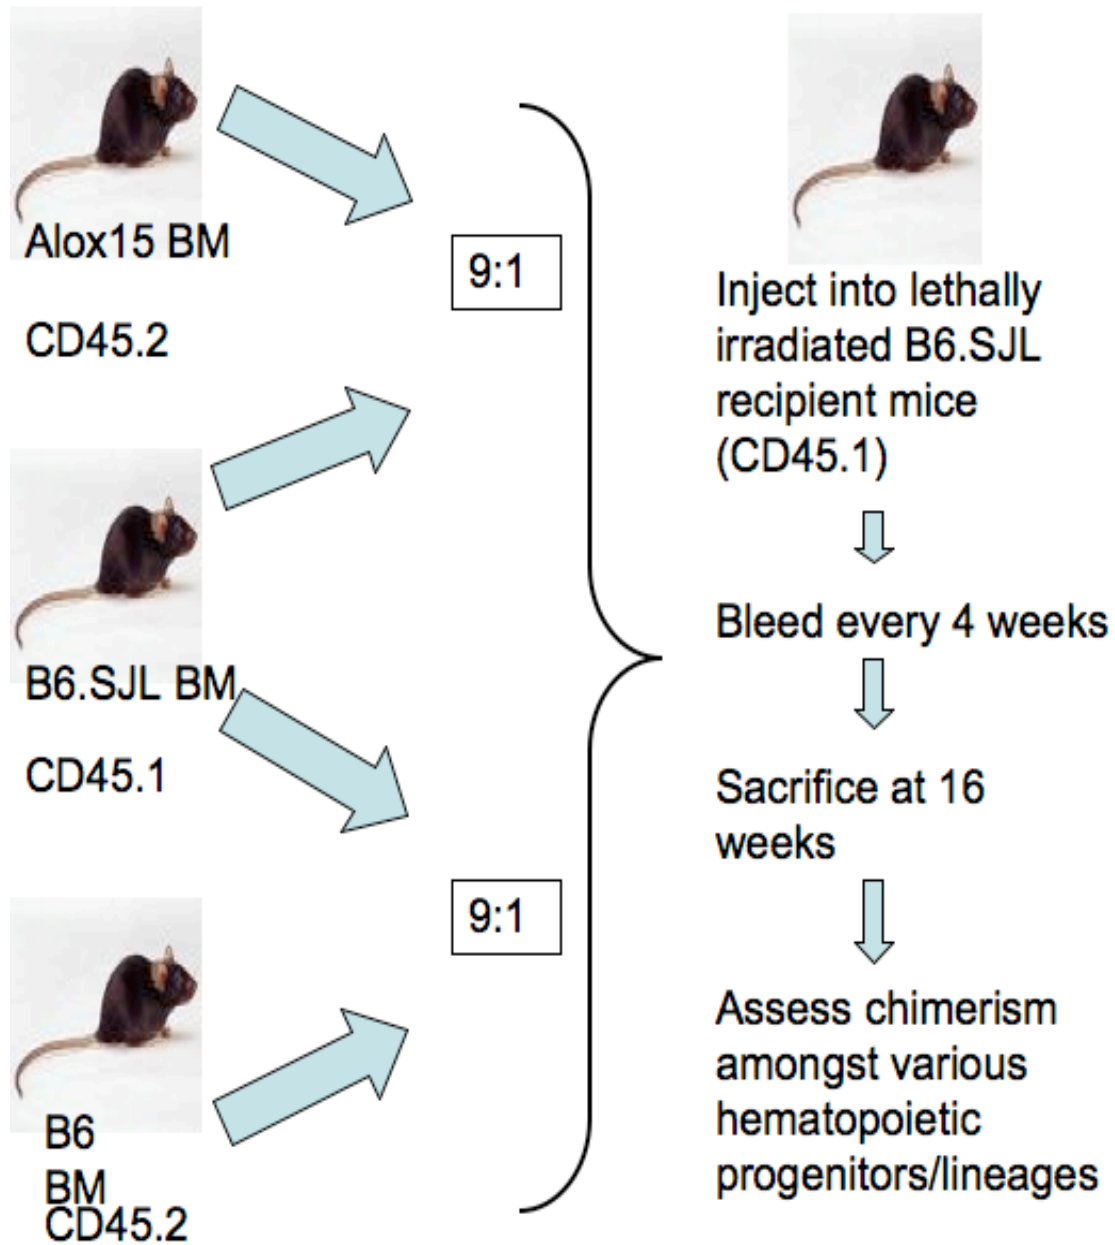 Alox15 BM
CD45.2
9:1
B6.SJL BM
CD45.1
9:1
B6
BM
CD45.2
Inject into lethally
irradiated B6.SJL
recipient mice
(CD45.1)
Bleed every 4 weeks
Sacrifice at 16
weeks
Assess chimerism
amongst various
hematopoietic
progenitors/lineages